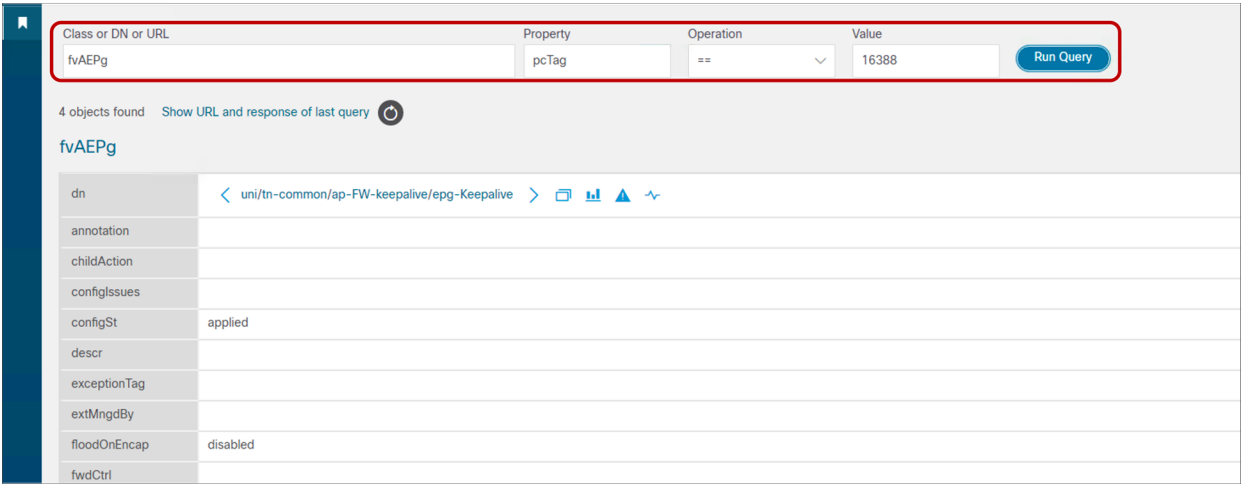 Class or DN or URL Property Operation Value
fvAEPg pcTag == 16388 Run Query
4 objects found Show URL and response of last query
fvAEPg
dn uni/tn-common/ap-FW-keepalive/epg-Keepalive
annotation
childAction
configIssues
configSt applied
descr
exceptionTag
extMngdBy
floodOnEncap disabled
fwdCtrl